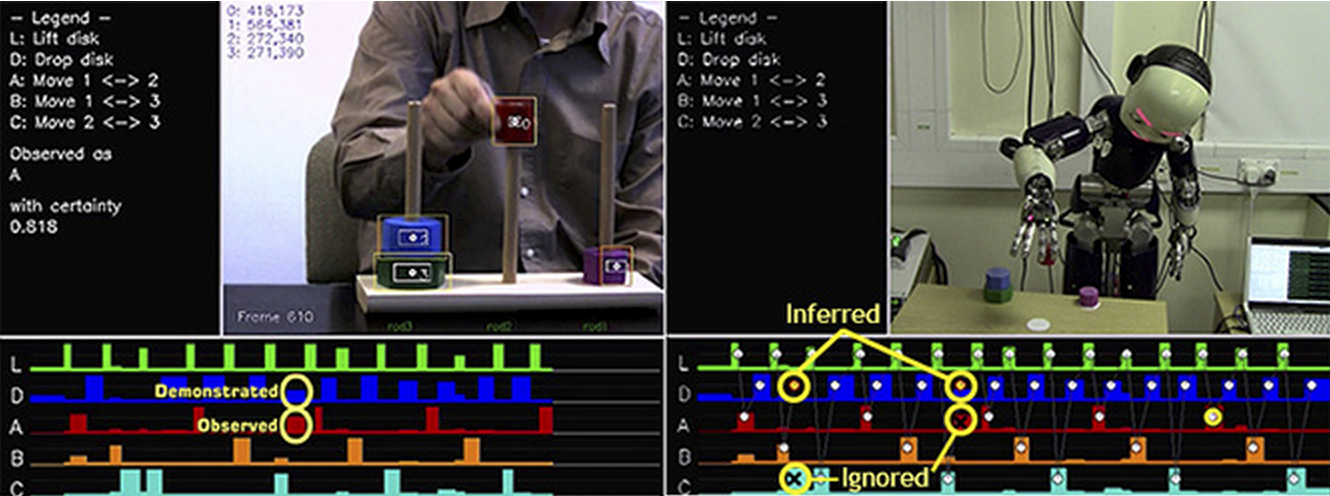 - Legend -
L: Lift disk
D: Drop disk
A: Move 1 <-> 2
B: Move 1 <-> 3
C: Move 2 <-> 3
Observed as
A
with certainty
0.818
0: 418,173
1: 564,381
2: 272,340
3: 271,390
Frame 610
rod3 rod2 rod1
- Legend -
L: Lift disk
D: Drop disk
A: Move 1 <-> 2
B: Move 1 <-> 3
C: Move 2 <-> 3
L
D
A
B
C
Demonstrated
Observed
Inferred
L
D
A
B
C
Ignored